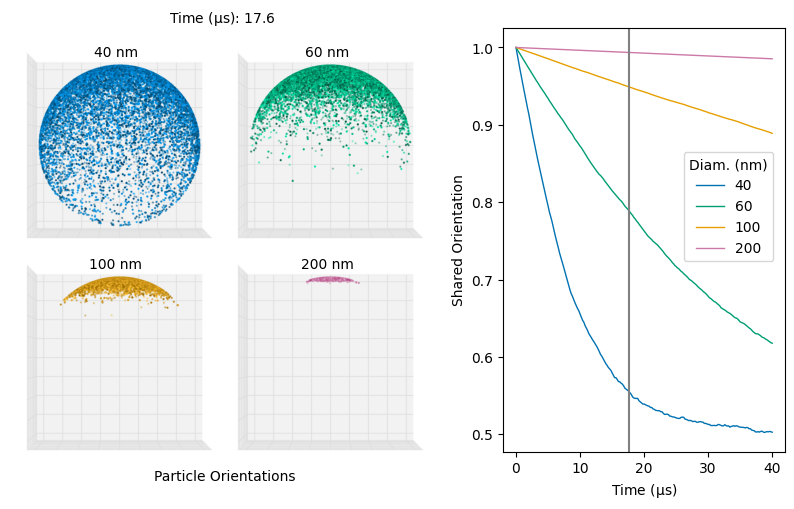 Time (µs): 17.6
40 nm
60 nm
100 nm
200 nm
Particle Orientations
Shared Orientation
1.0
0.9
0.8
0.7
0.6
0.5
Diam. (nm)
40
60
100
200
0
10
20
30
40
Time (µs)